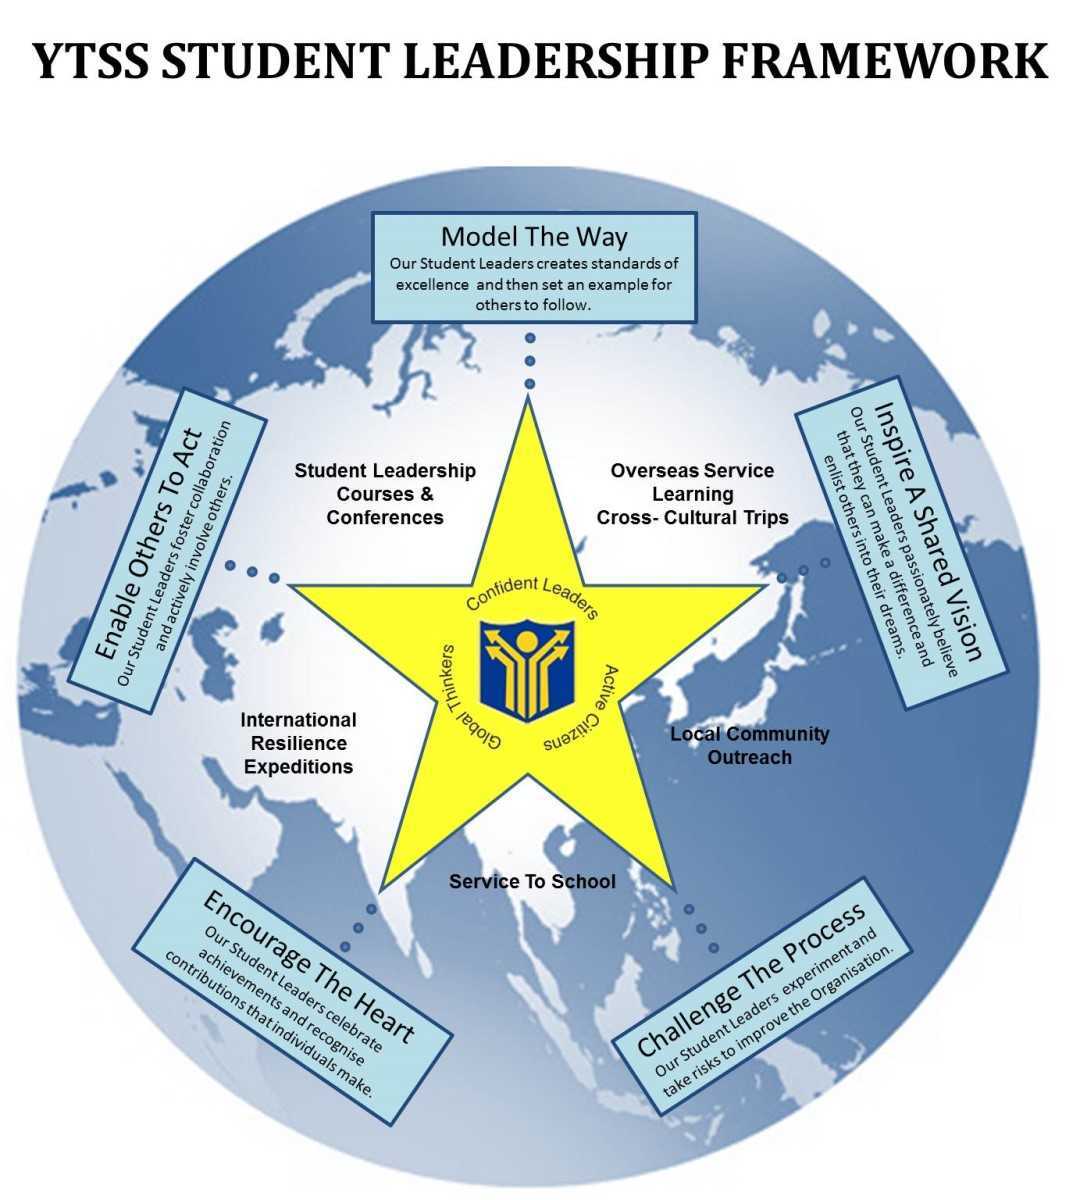 YTSS STUDENT LEADERSHIP FRAMEWORK
Model The Way
Our Student Leaders creates standards of
excellence and then set an example for
others to follow.
Enable Others To Act
Our Student Leaders foster collaboration
and actively involve others.
Inspire A Shared Vision
Our Student Leaders passionately believe
that they can make a difference and
enlist others into their dreams.
Student Leadership
Courses &
Conferences
Overseas Service
Learning
Cross- Cultural Trips
Confident Leaders
Global Thinkers
Active Citizens
International
Resilience
Expeditions
Local Community
Outreach
Service To School
Encourage The Heart
Our Student Leaders celebrate
achievements and recognise
contributions that individuals make.
Challenge The Process
Our Student Leaders experiment and
take risks to improve the Organisation.